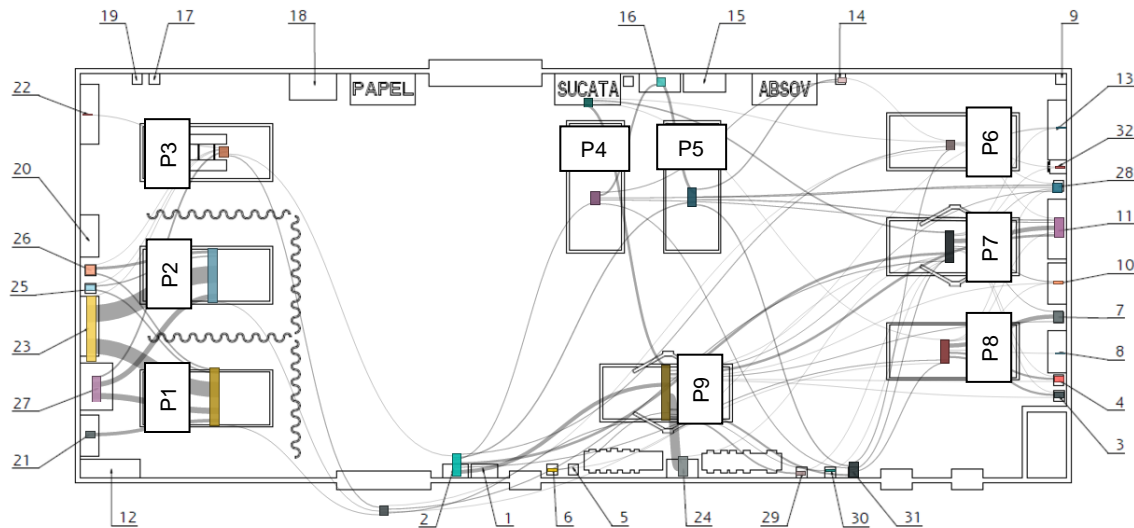 19 17 18 16 15 14 9
22 PAPEL SUCATA ABSOV 13
P3 P4 P5 P6 32
20 28
26 P2 P7 11
25 10
23 7
P1 P9 P8 8
27 4
21 3
12 2 1 6 5 24 29 30 31